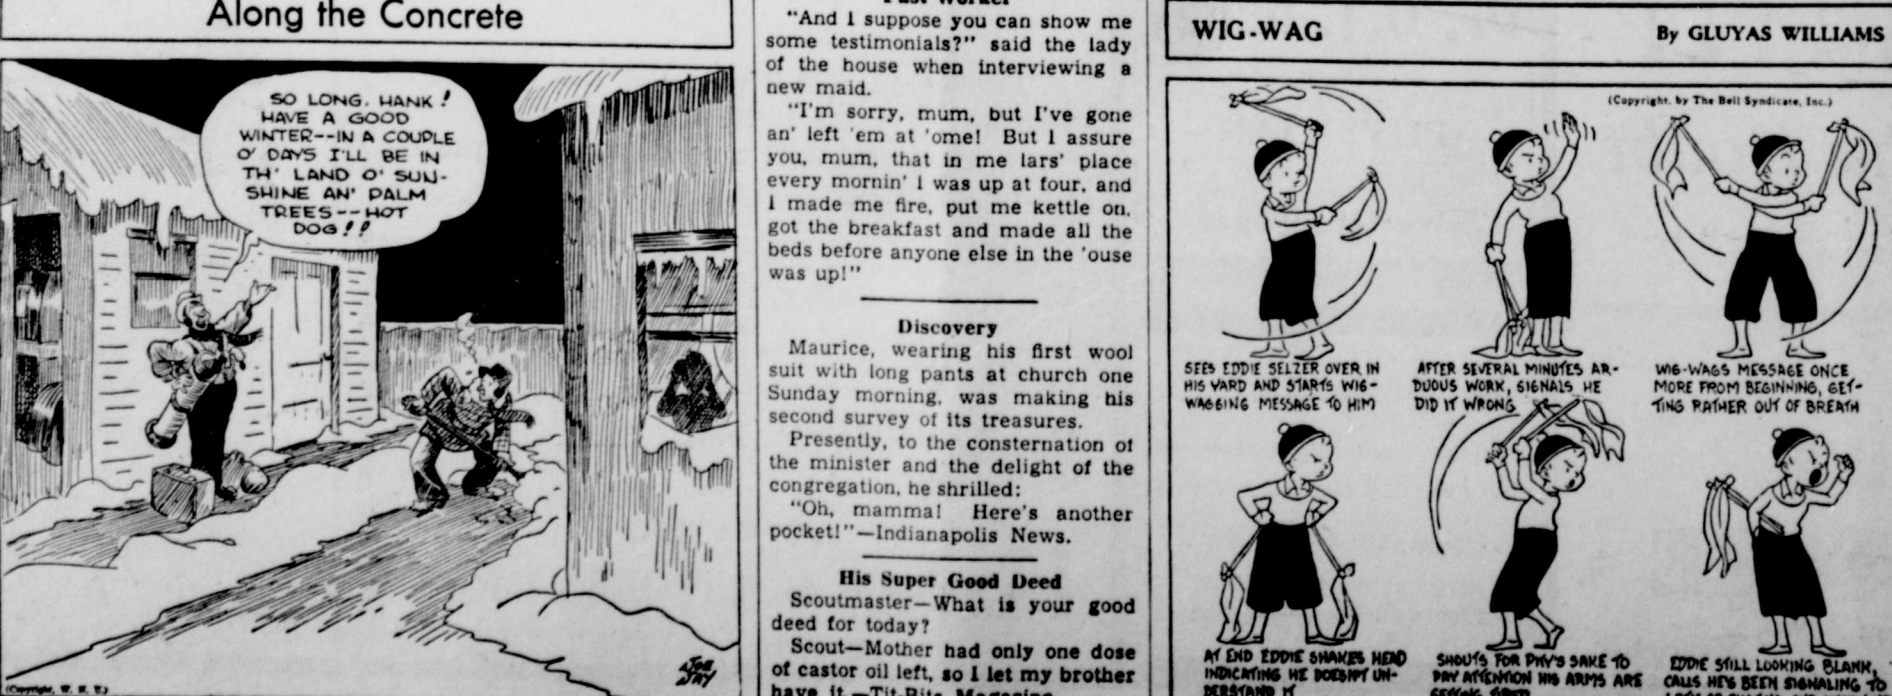 Along the Concrete
SO LONG, HANK!
HAVE A GOOD
WINTER--IN A COUPLE
O' DAYS I'LL BE IN
TH' LAND O' SUN-
SHINE AN' PALM
TREES--HOT
DOG!!
JOE
JAY
(Copyright, W. N. U.)
"And I suppose you can show me
some testimonials?" said the lady
of the house when interviewing a
new maid.
"I'm sorry, mum, but I've gone
an' left 'em at 'ome! But I assure
you, mum, that in me lars' place
every mornin' I was up at four, and
I made me fire, put me kettle on,
got the breakfast and made all the
beds before anyone else in the 'ouse
was up!"
Discovery
Maurice, wearing his first wool
suit with long pants at church one
Sunday morning, was making his
second survey of its treasures.
Presently, to the consternation of
the minister and the delight of the
congregation, he shrilled:
"Oh, mamma! Here's another
pocket!"—Indianapolis News.
His Super Good Deed
Scoutmaster—What is your good
deed for today?
Scout—Mother had only one dose
of castor oil left, so I let my brother
have it.—Tit-Bits Magazine.
WIG-WAG
By GLUYAS WILLIAMS
(Copyright, by The Bell Syndicate, Inc.)
SEES EDDIE SELZER OVER IN
HIS YARD AND STARTS WIG-
WAGGING MESSAGE TO HIM
AFTER SEVERAL MINUTES AR-
DUOUS WORK, SIGNALS HE
DID IT WRONG
WIG-WAGS MESSAGE ONCE
MORE FROM BEGINNING, GET-
TING RATHER OUT OF BREATH
AT END EDDIE SHAKES HEAD
INDICATING HE DOESN'T UN-
DERSTAND IT
SHOUTS FOR PITY'S SAKE TO
PAY ATTENTION HIS ARMS ARE
GETTING TIRED
EDDIE STILL LOOKING BLANK,
CALLS HE'S BEEN SIGNALING TO